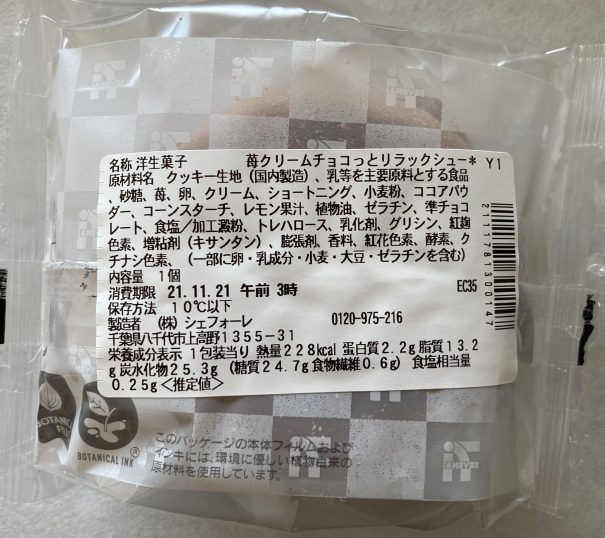 名称 洋生菓子 苺クリームチョコっとリラックシュー* Y1
原材料名 クッキー生地(国内製造)、乳等を主要原料とする食品
、砂糖、苺、卵、クリーム、ショートニング、小麦粉、ココアパウ
ダー、コーンスターチ、レモン果汁、植物油、ゼラチン、準チョコ
レート、食塩/加工澱粉、トレハロース、乳化剤、グリシン、紅麹
色素、増粘剤(キサンタン)、膨張剤、香料、紅花色素、酵素、ク
チナシ色素、(一部に卵・乳成分・小麦・大豆・ゼラチンを含む)
内容量 1個
消費期限 21.11.21 午前 3時 EC35
保存方法 10℃以下
製造者 (株)シェフォーレ 0120-975-216
千葉県八千代市上高野1355-31
栄養成分表示 1包装当り 熱量228kcal 蛋白質2.2g 脂質13.2
g 炭水化物25.3g (糖質24.7g 食物繊維0.6g) 食塩相当量
0.25g<推定値>
21111781300147
BOTANICAL INK®
このパッケージの本体フィルムおよび
インキには、環境に優しい植物由来の
原材料を使用しています。